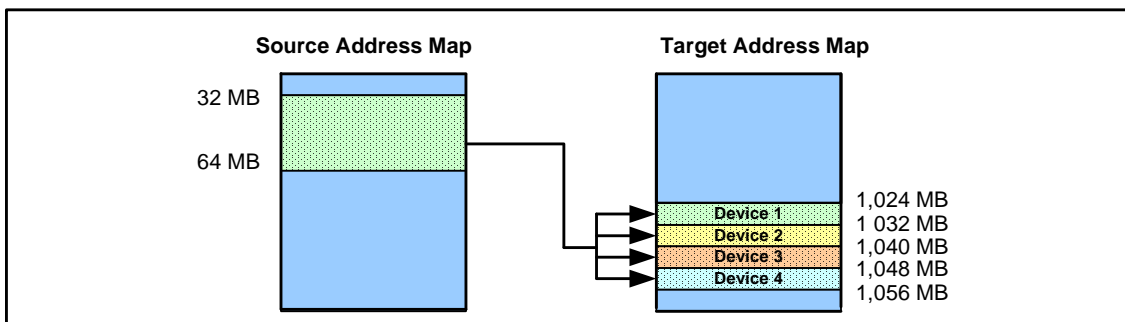 Source Address Map
Target Address Map
32 MB
64 MB
1,024 MB
Device 1
1 032 MB
Device 2
1,040 MB
Device 3
1,048 MB
Device 4
1,056 MB